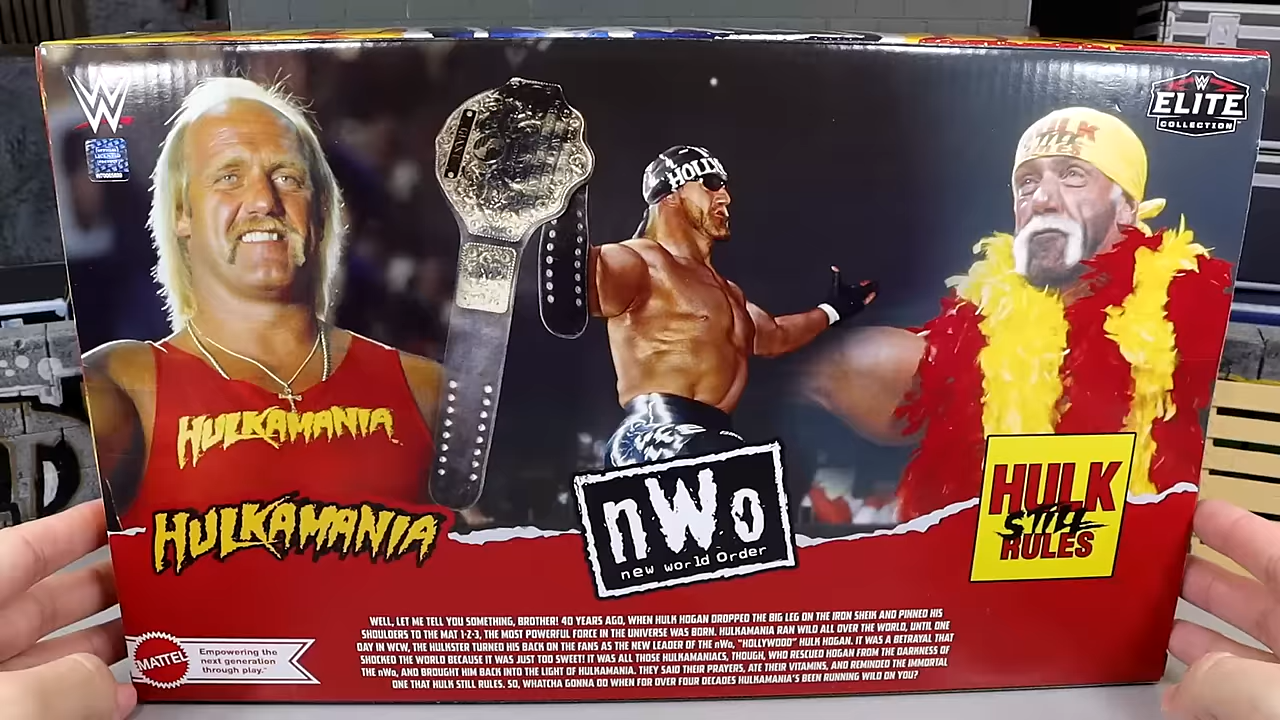 W
OFFICIAL
LICENSED
PRODUCT
W
ELITE
COLLECTION
HOLLY
HULK
STILL
RULES
HULKAMANIA
HULKAMANIA
nWo
new world order
HULK
STILL
RULES
WELL, LET ME TELL YOU SOMETHING, BROTHER! 40 YEARS AGO, WHEN HULK HOGAN DROPPED THE BIG LEG ON THE IRON SHEIK AND PINNED HIS
SHOULDERS TO THE MAT 1-2-3, THE MOST POWERFUL FORCE IN THE UNIVERSE WAS BORN. HULKAMANIA RAN WILD ALL OVER THE WORLD, UNTIL ONE
DAY IN WCW, THE HULKSTER TURNED HIS BACK ON THE FANS AS THE NEW LEADER OF THE nWo, "HOLLYWOOD" HULK HOGAN. IT WAS A BETRAYAL THAT
SHOCKED THE WORLD BECAUSE IT WAS JUST TOO SWEET! IT WAS ALL THOSE HULKAMANIACS, THOUGH, WHO RESCUED HOGAN FROM THE DARKNESS OF
THE nWo, AND BROUGHT HIM BACK INTO THE LIGHT OF HULKAMANIA. THEY SAID THEIR PRAYERS, ATE THEIR VITAMINS, AND REMINDED THE IMMORTAL
ONE THAT HULK STILL RULES. SO, WHATCHA GONNA DO WHEN FOR OVER FOUR DECADES HULKAMANIA'S BEEN RUNNING WILD ON YOU?
MATTEL
Empowering the
next generation
through play.™